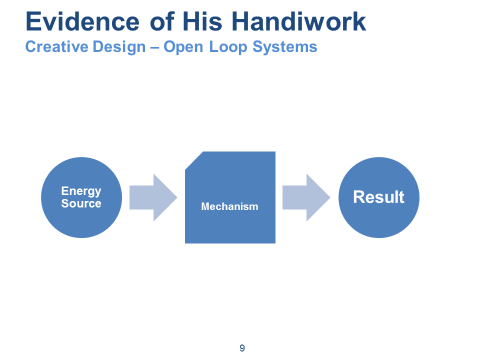 Evidence of His Handiwork
Creative Design – Open Loop Systems
Energy
Source
Mechanism
Result
9